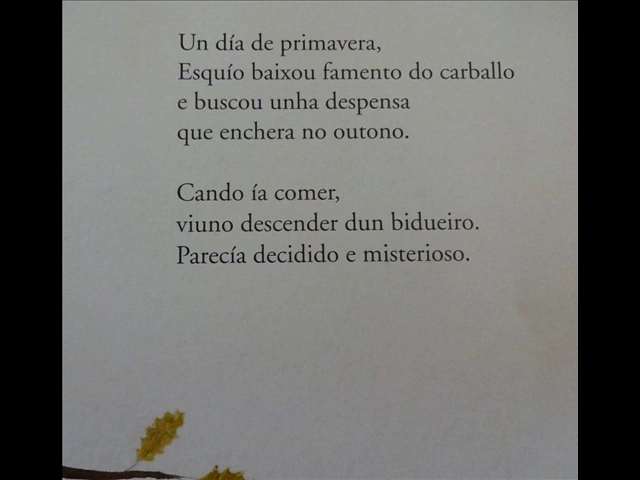 Un día de primavera,
Esquío baixou famento do carballo
e buscou unha despensa
que enchera no outono.
Cando ía comer,
viuno descender dun bidueiro.
Parecía decidido e misterioso.